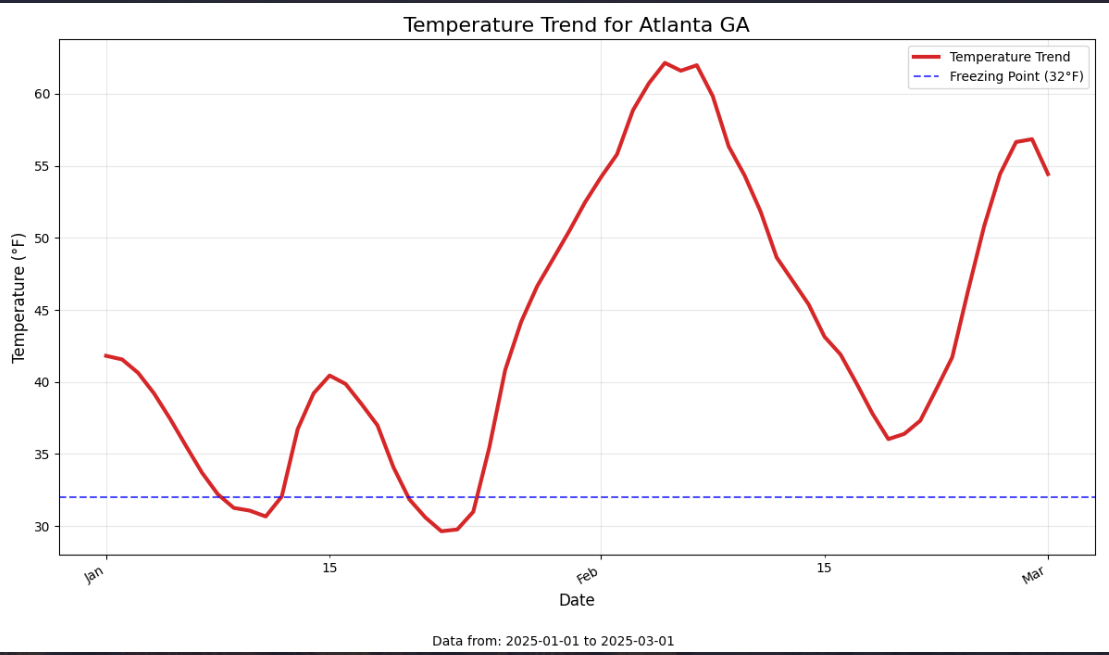 Temperature Trend for Atlanta GA
Temperature Trend
Freezing Point (32°F)
Temperature (°F)
60
55
50
45
40
35
30
Jan
15
Feb
15
Mar
Date
Data from: 2025-01-01 to 2025-03-01